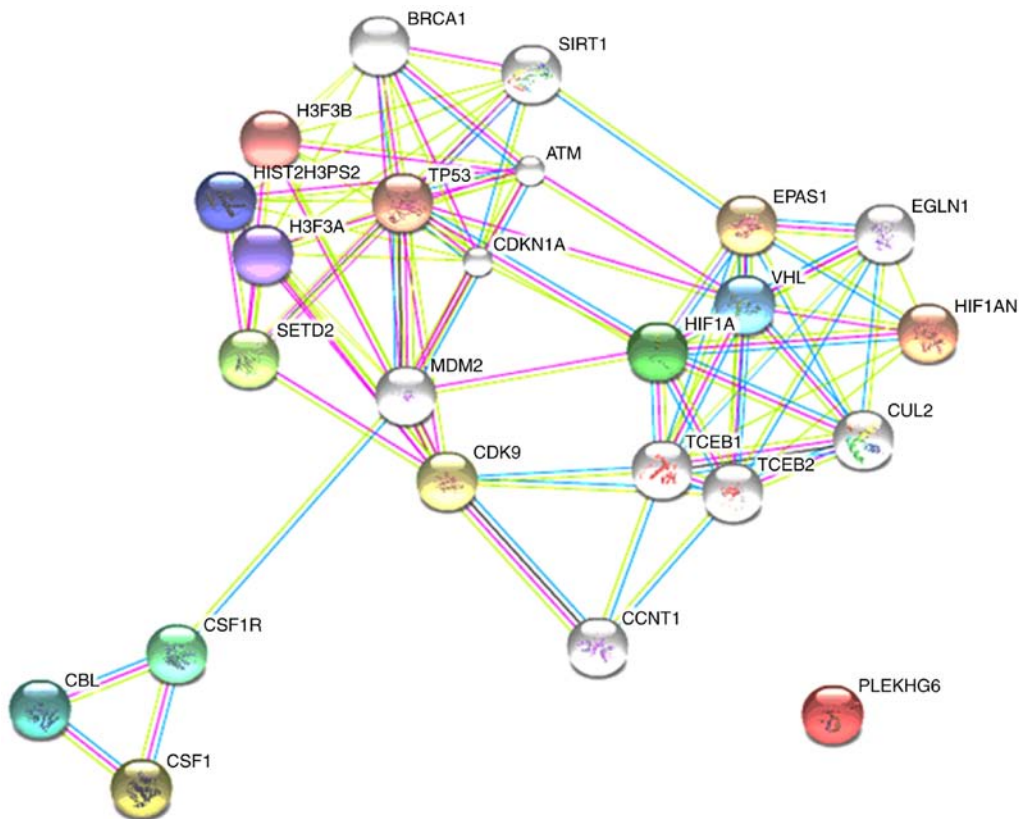 BRCA1
SIRT1
H3F3B
ATM
HIST2H3PS2
TP53
EPAS1
EGLN1
H3F3A
CDKN1A
VHL
HIF1A
HIF1AN
SETD2
MDM2
CUL2
TCEB1
CDK9
TCEB2
CCNT1
CSF1R
CBL
PLEKHG6
CSF1